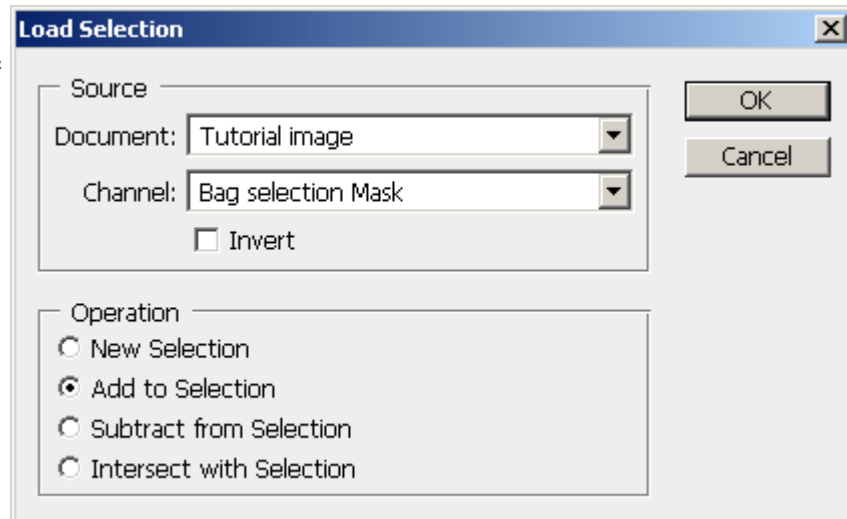 Load Selection
Source
Document: Tutorial image
Channel: Bag selection Mask
Invert
OK
Cancel
Operation
New Selection
Add to Selection
Subtract from Selection
Intersect with Selection